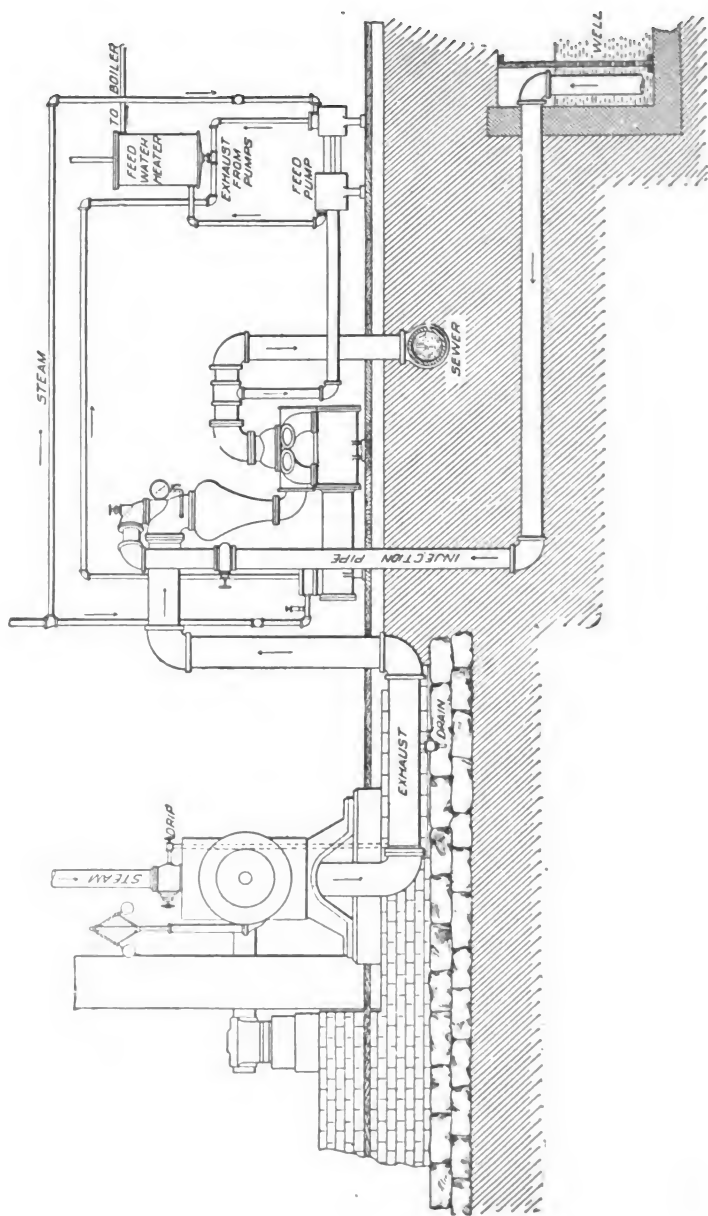 TO BOILER
FEED
WATER
HEATER
EXHAUST
FROM
PUMPS
STEAM
FEED
PUMP
WELL
SEWER
INJECTION PIPE
STEAM
DRIP
EXHAUST
DRAIN